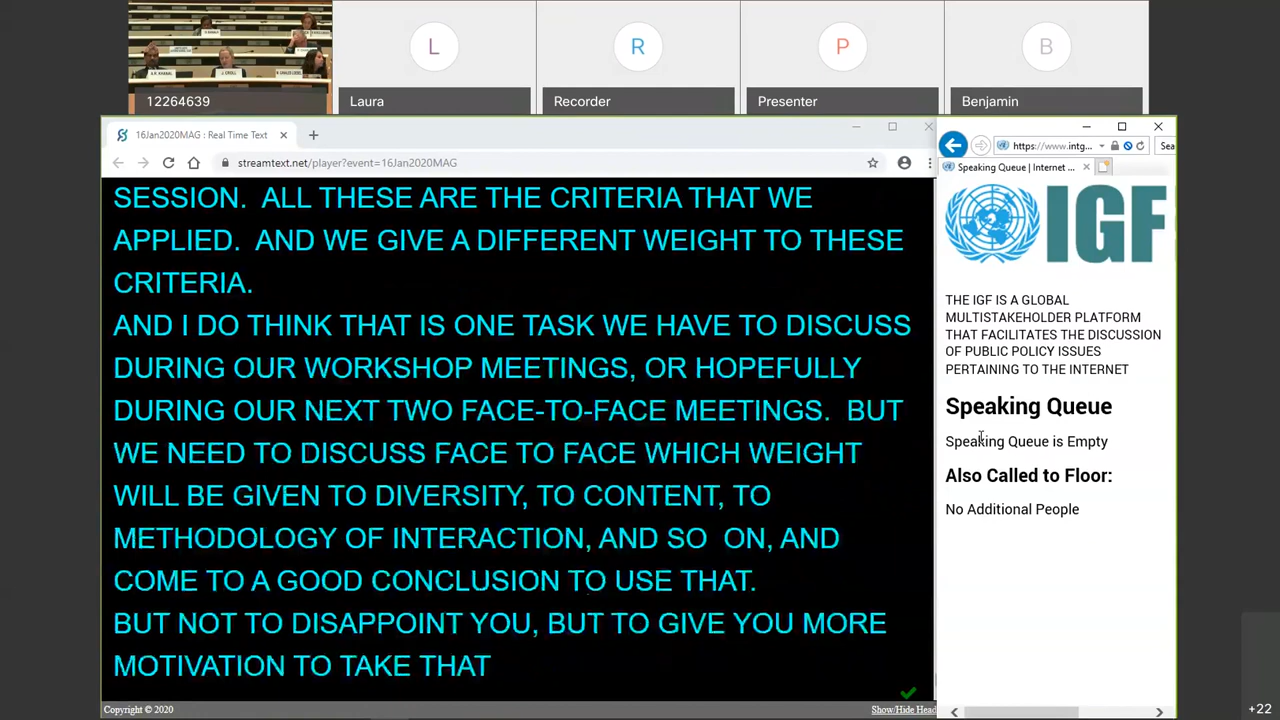 L
R
P
B
12264639
Laura
Recorder
Presenter
Benjamin
16Jan2020MAG : Real Time Text
streamtext.net/player?event=16Jan2020MAG
SESSION.  ALL THESE ARE THE CRITERIA THAT WE
APPLIED.  AND WE GIVE A DIFFERENT WEIGHT TO THESE
CRITERIA.
AND I DO THINK THAT IS ONE TASK WE HAVE TO DISCUSS
DURING OUR WORKSHOP MEETINGS, OR HOPEFULLY
DURING OUR NEXT TWO FACE-TO-FACE MEETINGS.  BUT
WE NEED TO DISCUSS FACE TO FACE WHICH WEIGHT
WILL BE GIVEN TO DIVERSITY, TO CONTENT, TO
METHODOLOGY OF INTERACTION, AND SO  ON, AND
COME TO A GOOD CONCLUSION TO USE THAT.
BUT NOT TO DISAPPOINT YOU, BUT TO GIVE YOU MORE
MOTIVATION TO TAKE THAT
Copyright © 2020
Show/Hide Head
https://www.intg...
Sea
Speaking Queue | Internet ...
IGF
THE IGF IS A GLOBAL
MULTISTAKEHOLDER PLATFORM
THAT FACILITATES THE DISCUSSION
OF PUBLIC POLICY ISSUES
PERTAINING TO THE INTERNET
Speaking Queue
Speaking Queue is Empty
Also Called to Floor:
No Additional People
+22